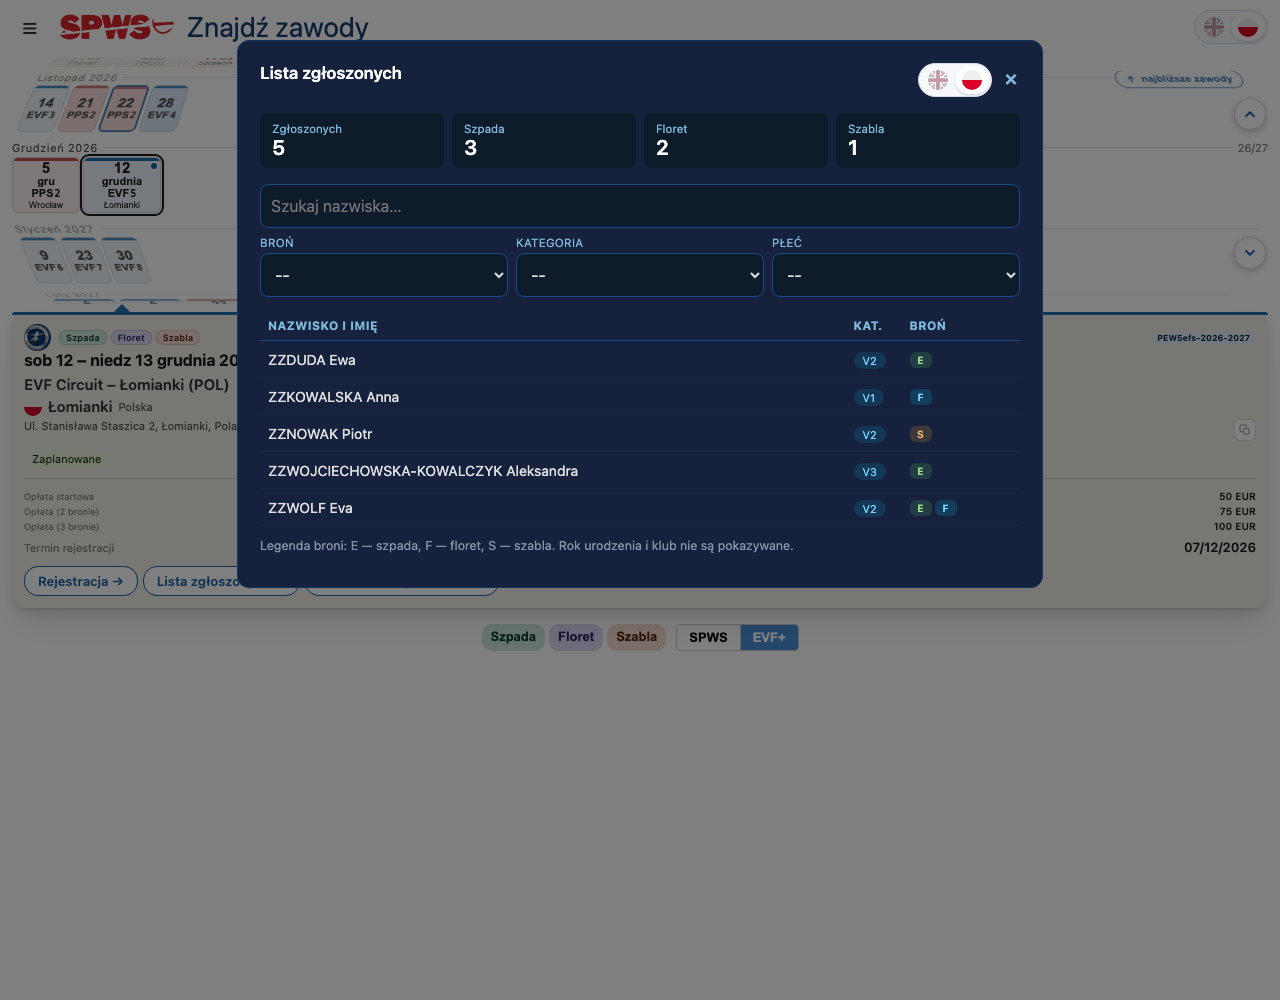 SPWS Znajdź zawody
Listopad 2026
14 EVF3
21 PPS2
22 PPS2
28 EVF4
↑ najbliższe zawody
Grudzień 2026
26/27
5 gru PPS2 Wrocław
12 grudnia EVF5 Łomianki
Styczeń 2027
9 EVF6
23 EVF7
30 EVF8
Szpada Floret Szabla
PEW5efs-2026-2027
sob 12 – niedz 13 grudnia 20
EVF Circuit – Łomianki (POL)
Łomianki Polska
Ul. Stanisława Staszica 2, Łomianki, Pola
Zaplanowane
Opłata startowa 50 EUR
Opłata (2 bronie) 75 EUR
Opłata (3 bronie) 100 EUR
Termin rejestracji 07/12/2026
Rejestracja →
Lista zgłoszo
Lista zgłoszonych
×
Zgłoszonych
5
Szpada
3
Floret
2
Szabla
1
Szukaj nazwiska...
BROŃ
--
KATEGORIA
--
PŁEĆ
--
NAZWISKO I IMIĘ KAT. BROŃ
ZZDUDA Ewa V2 E
ZZKOWALSKA Anna V1 F
ZZNOWAK Piotr V2 S
ZZWOJCIECHOWSKA-KOWALCZYK Aleksandra V3 E
ZZWOLF Eva V2 E F
Legenda broni: E — szpada, F — floret, S — szabla. Rok urodzenia i klub nie są pokazywane.
Szpada Floret Szabla SPWS EVF+